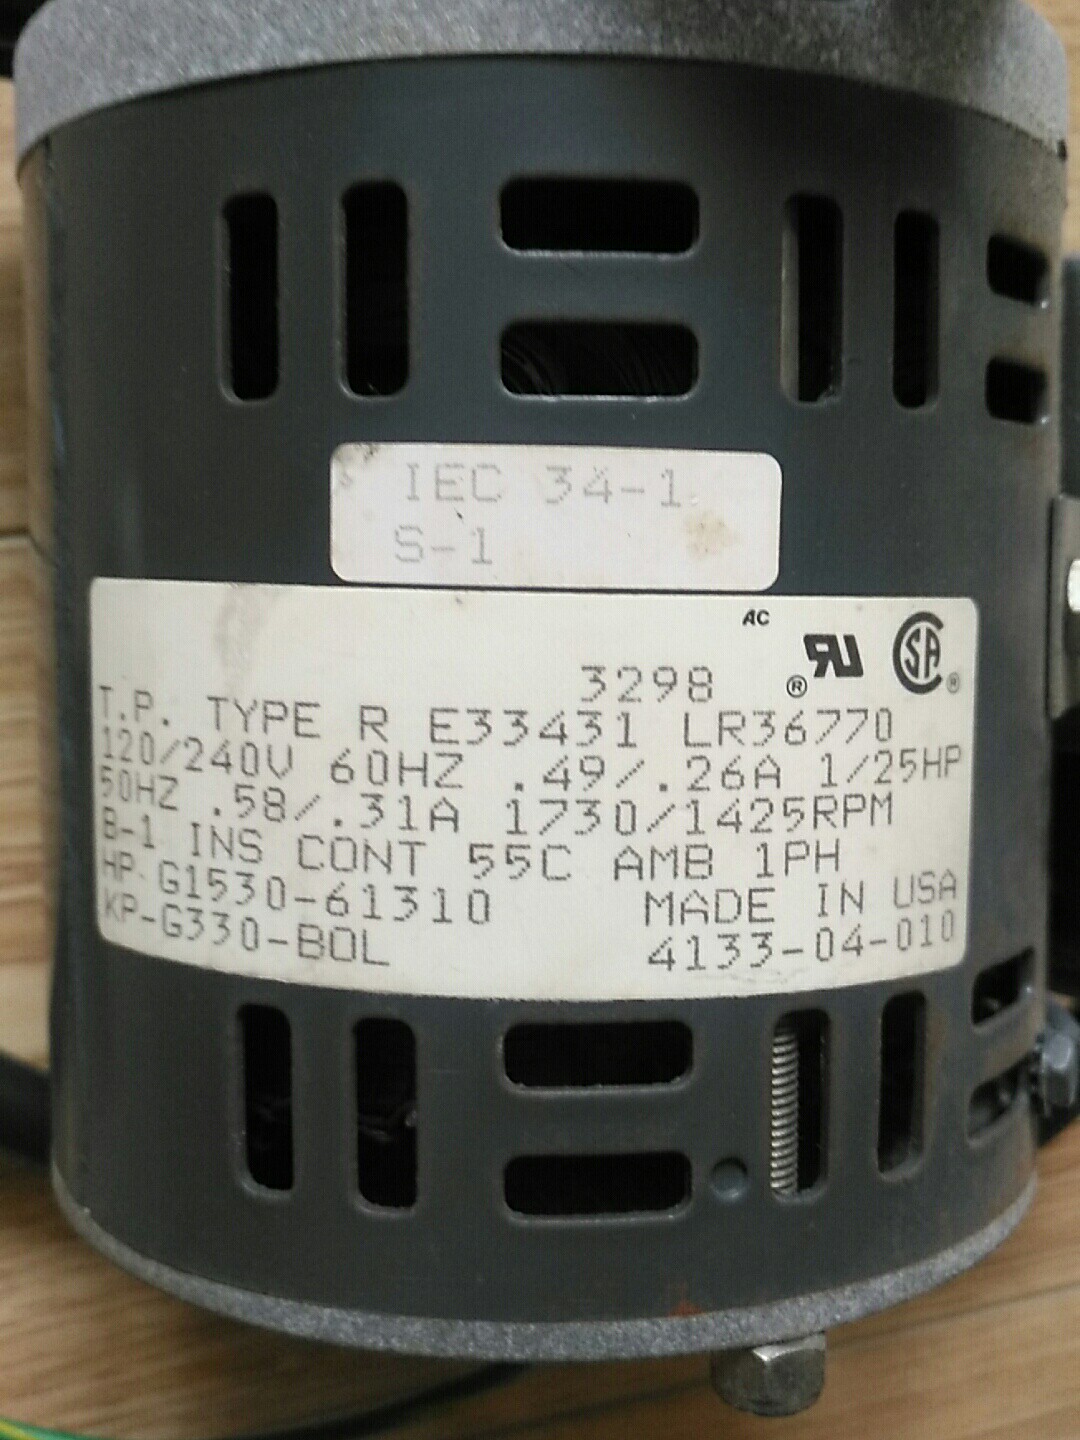 IEC 34-1
S-1
AC
3298
T.P. TYPE R E33431 LR36770
120/240V 60HZ .49/.26A 1/25HP
50HZ .58/.31A 1730/1425RPM
B-1 INS CONT 55C AMB 1PH
HP G1530-61310 MADE IN USA
KP-G330-BOL 4133-04-010